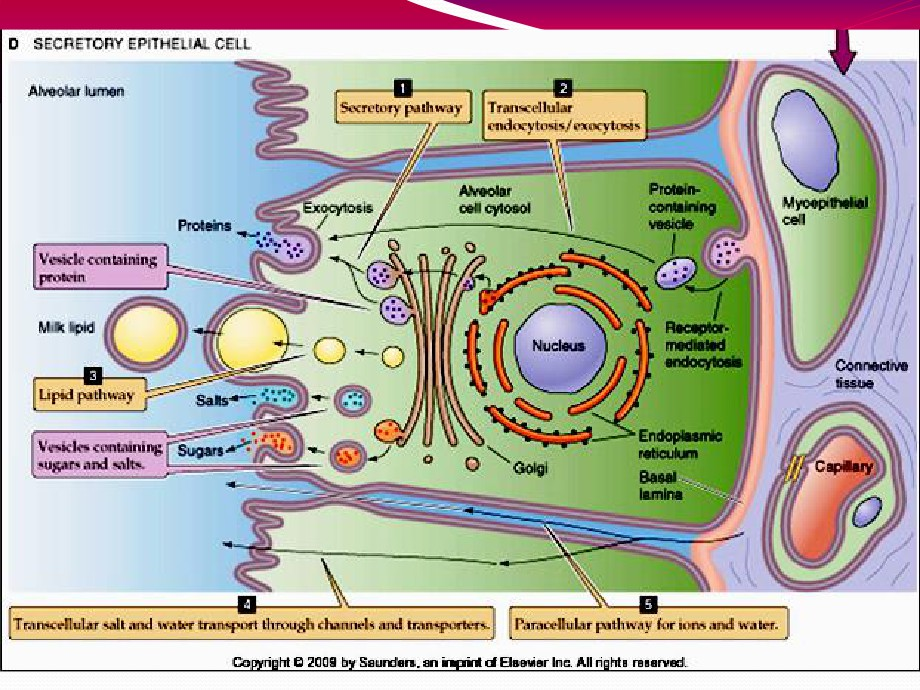 D SECRETORY EPITHELIAL CELL
Alveolar lumen
1
Secretory pathway
2
Transcellular
endocytosis/exocytosis
Proteins
Exocytosis
Alveolar
cell cytosol
Protein-
containing
vesicle
Myoepithelial
cell
Vesicle containing
protein
Milk lipid
Nucleus
Receptor-
mediated
endocytosis
Connective
tissue
3
Lipid pathway
Salts
Vesicles containing
sugars and salts.
Sugars
Golgi
Endoplasmic
reticulum
Basal
lamina
Capillary
4
Transcellular salt and water transport through channels and transporters.
5
Paracellular pathway for ions and water.
Copyright © 2009 by Saunders, an imprint of Elsevier Inc. All rights reserved.